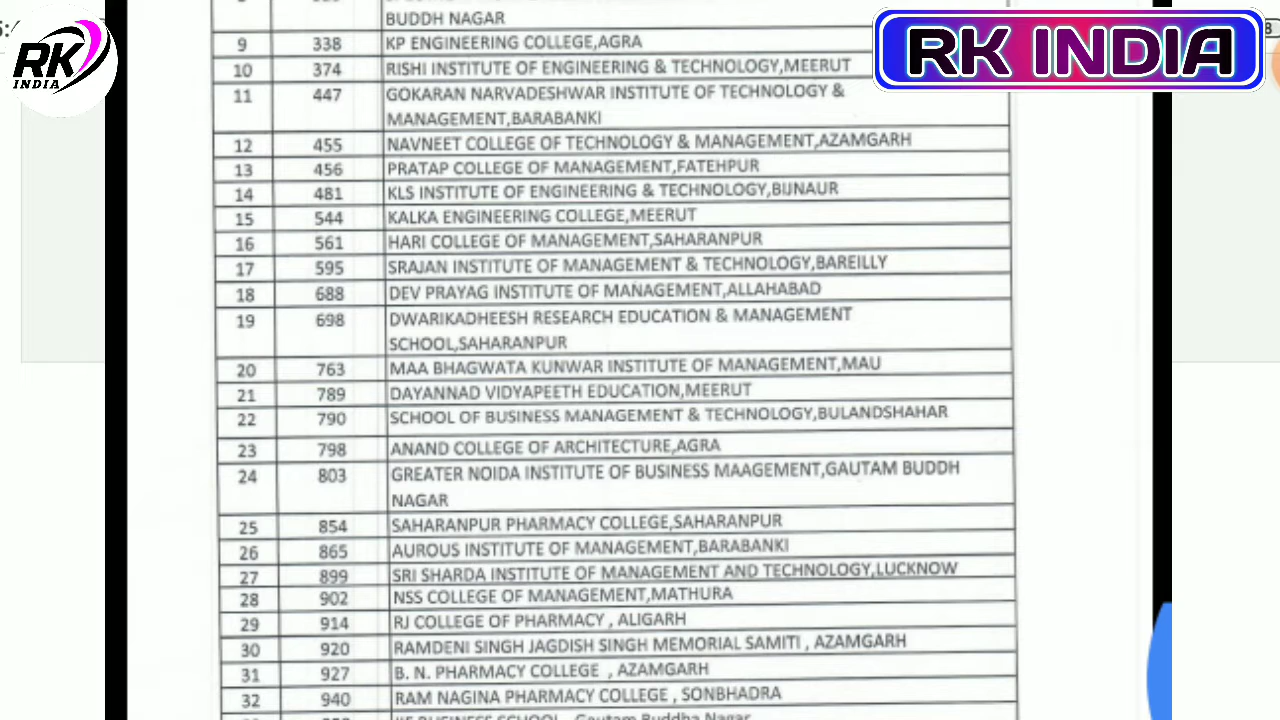 RK
INDIA
RK INDIA
BUDDH NAGAR
9 338 KP ENGINEERING COLLEGE,AGRA
10 374 RISHI INSTITUTE OF ENGINEERING & TECHNOLOGY,MEERUT
11 447 GOKARAN NARVADESHWAR INSTITUTE OF TECHNOLOGY &
MANAGEMENT,BARABANKI
12 455 NAVNEET COLLEGE OF TECHNOLOGY & MANAGEMENT,AZAMGARH
13 456 PRATAP COLLEGE OF MANAGEMENT,FATEHPUR
14 481 KLS INSTITUTE OF ENGINEERING & TECHNOLOGY,BIJNAUR
15 544 KALKA ENGINEERING COLLEGE,MEERUT
16 561 HARI COLLEGE OF MANAGEMENT,SAHARANPUR
17 595 SRAJAN INSTITUTE OF MANAGEMENT & TECHNOLOGY,BAREILLY
18 688 DEV PRAYAG INSTITUTE OF MANAGEMENT,ALLAHABAD
19 698 DWARIKADHEESH RESEARCH EDUCATION & MANAGEMENT
SCHOOL,SAHARANPUR
20 763 MAA BHAGWATA KUNWAR INSTITUTE OF MANAGEMENT,MAU
21 789 DAYANNAD VIDYAPEETH EDUCATION,MEERUT
22 790 SCHOOL OF BUSINESS MANAGEMENT & TECHNOLOGY,BULANDSHAHAR
23 798 ANAND COLLEGE OF ARCHITECTURE,AGRA
24 803 GREATER NOIDA INSTITUTE OF BUSINESS MAAGEMENT,GAUTAM BUDDH
NAGAR
25 854 SAHARANPUR PHARMACY COLLEGE,SAHARANPUR
26 865 AUROUS INSTITUTE OF MANAGEMENT,BARABANKI
27 899 SRI SHARDA INSTITUTE OF MANAGEMENT AND TECHNOLOGY,LUCKNOW
28 902 NSS COLLEGE OF MANAGEMENT,MATHURA
29 914 RJ COLLEGE OF PHARMACY , ALIGARH
30 920 RAMDENI SINGH JAGDISH SINGH MEMORIAL SAMITI , AZAMGARH
31 927 B. N. PHARMACY COLLEGE , AZAMGARH
32 940 RAM NAGINA PHARMACY COLLEGE , SONBHADRA
BUSINESS SCHOOL , Gautam Buddha Nagar